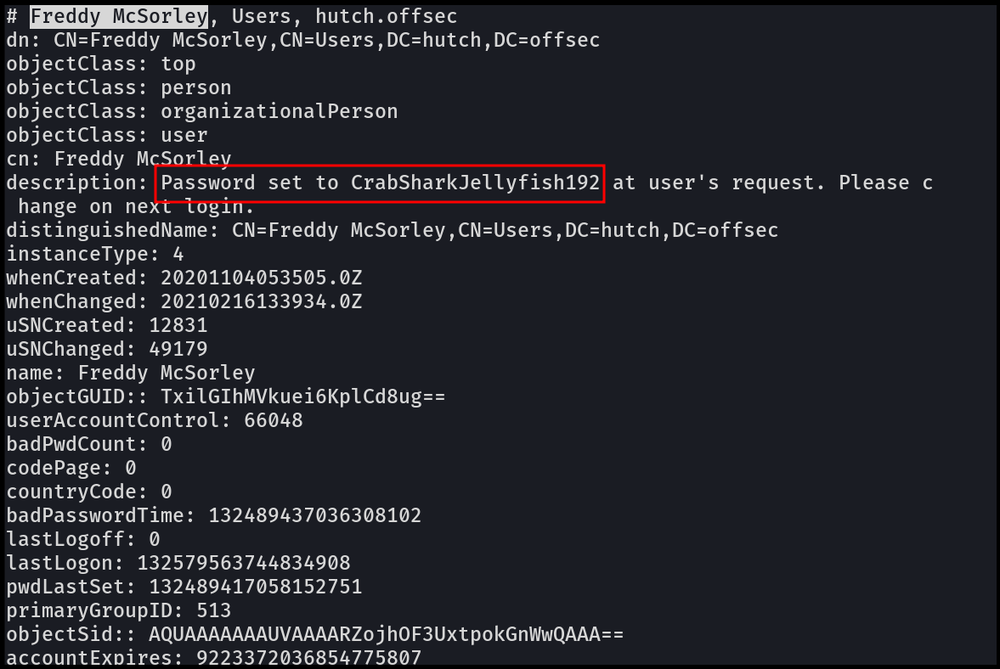 # Freddy McSorley, Users, hutch.offsec
dn: CN=Freddy McSorley,CN=Users,DC=hutch,DC=offsec
objectClass: top
objectClass: person
objectClass: organizationalPerson
objectClass: user
cn: Freddy McSorley
description: Password set to CrabSharkJellyfish192 at user's request. Please c
 hange on next login.
distinguishedName: CN=Freddy McSorley,CN=Users,DC=hutch,DC=offsec
instanceType: 4
whenCreated: 20201104053505.0Z
whenChanged: 20210216133934.0Z
uSNCreated: 12831
uSNChanged: 49179
name: Freddy McSorley
objectGUID:: TxilGIhMVkuei6KplCd8ug==
userAccountControl: 66048
badPwdCount: 0
codePage: 0
countryCode: 0
badPasswordTime: 132489437036308102
lastLogoff: 0
lastLogon: 132579563744834908
pwdLastSet: 132489417058152751
primaryGroupID: 513
objectSid:: AQUAAAAAAAUVAAAARZojhOF3UxtpokGnWwQAAA==
accountExpires: 9223372036854775807